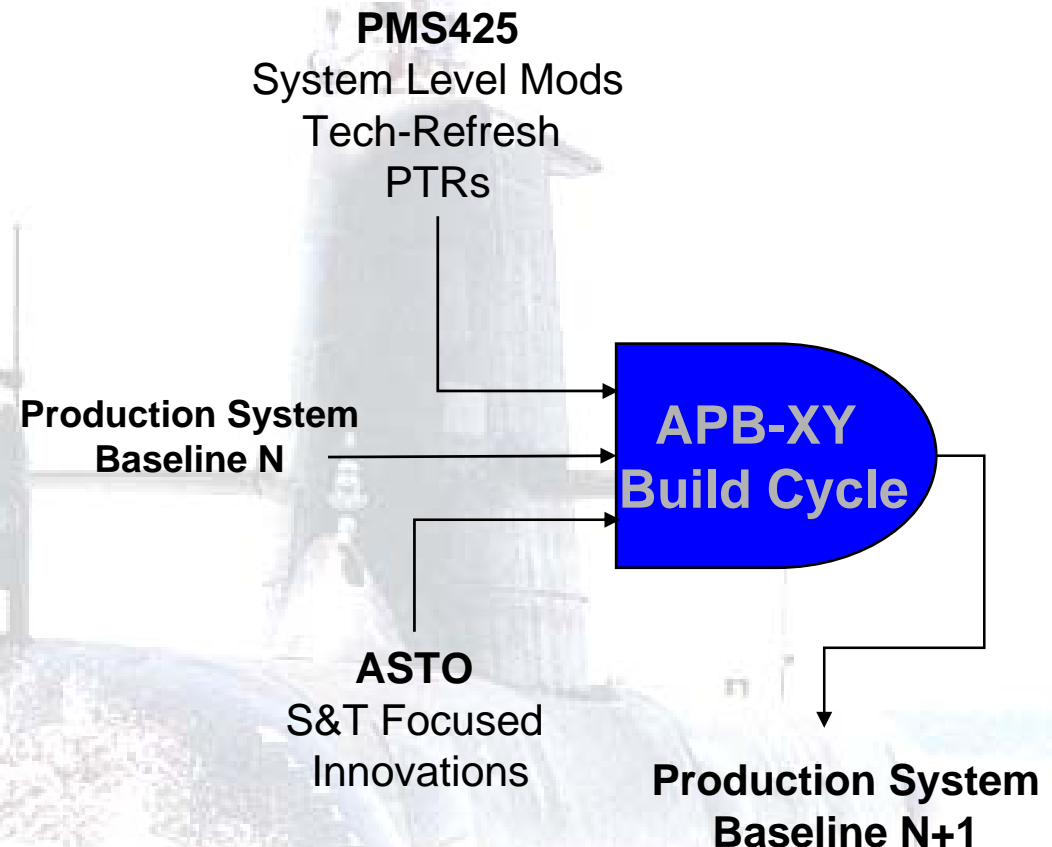 PMS425
System Level Mods
Tech-Refresh
PTRs
Production System
Baseline N
APB-XY
Build Cycle
ASTO
S&T Focused
Innovations
Production System
Baseline N+1